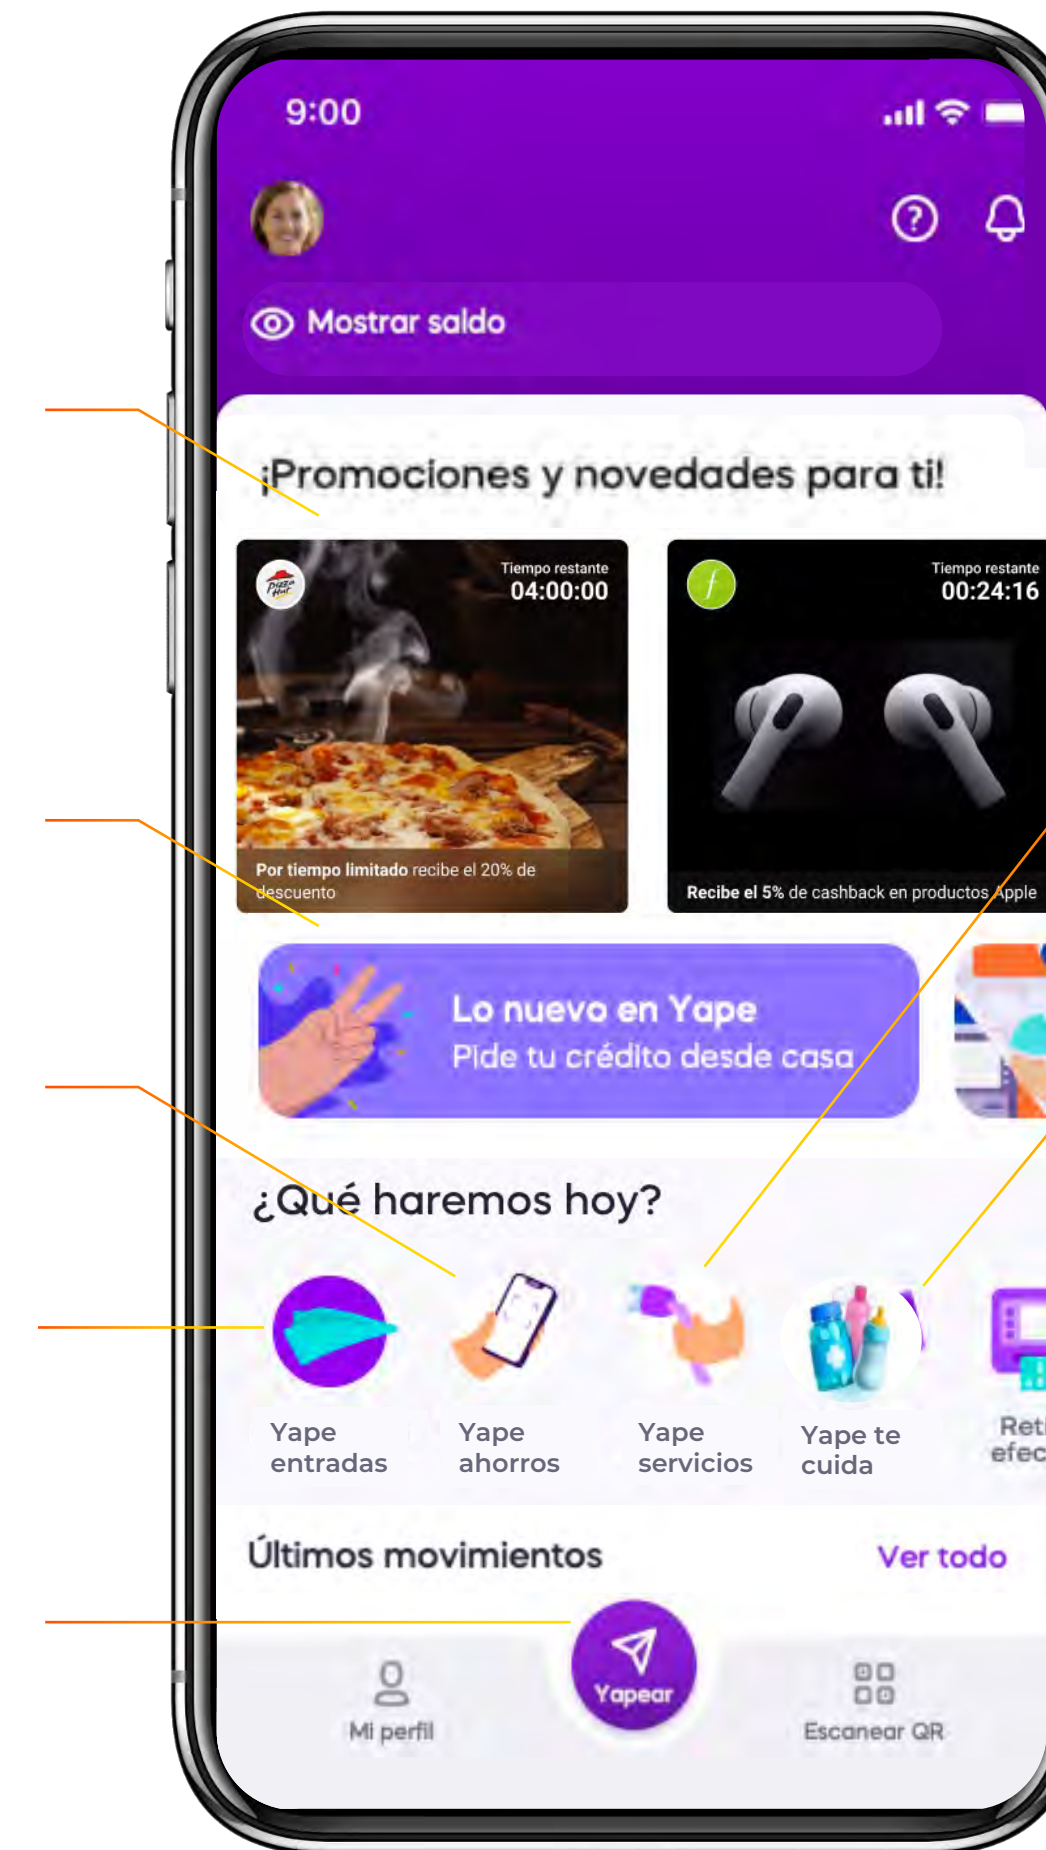 9:00
Mostrar saldo
¡Promociones y novedades para ti!
Pizza
Hut
Tiempo restante
04:00:00
Por tiempo limitado recibe el 20% de
descuento
f
Tiempo restante
00:24:16
Recibe el 5% de cashback en productos Apple
Lo nuevo en Yape
Pide tu crédito desde casa
¿Qué haremos hoy?
Yape
entradas
Yape
ahorros
Yape
servicios
Yape te
cuida
Últimos movimientos
Ver todo
Mi perfil
Yapear
Escanear QR